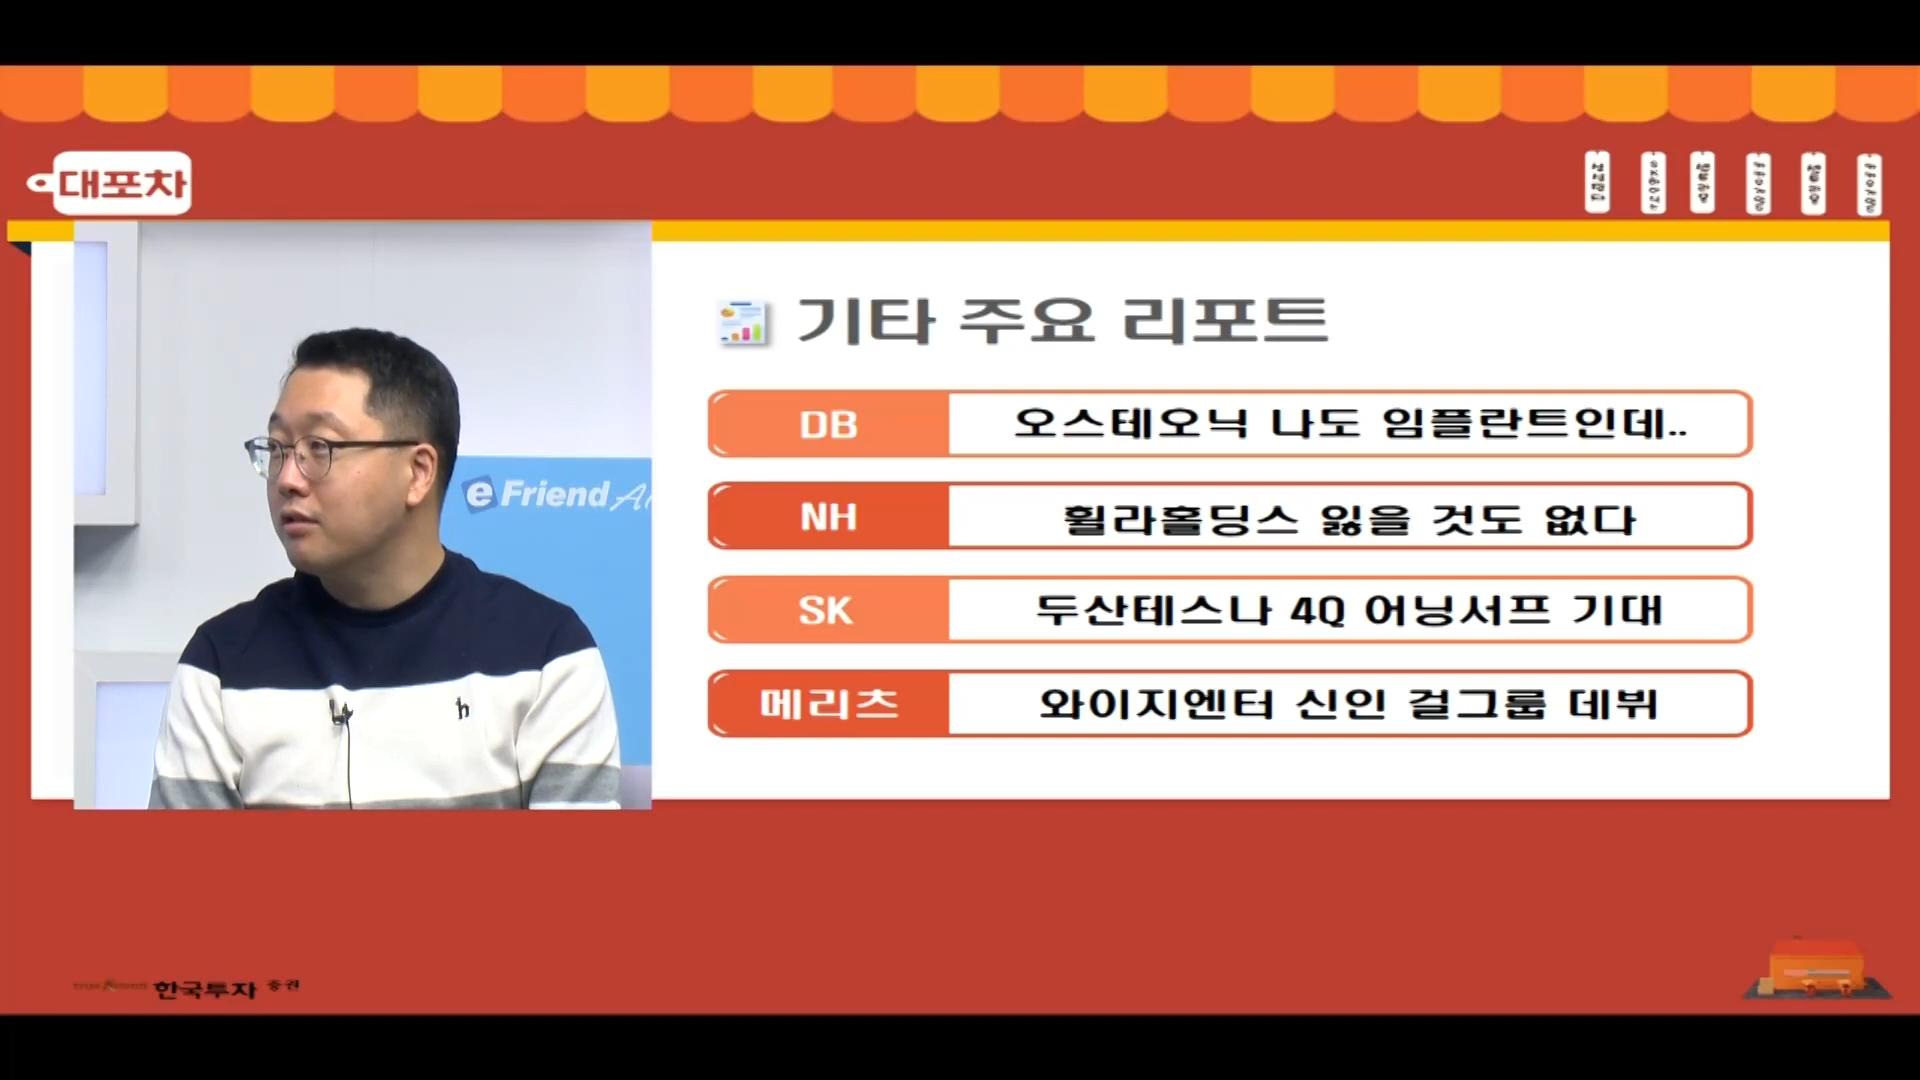 대포차
기타 주요 리포트
DB 오스테오닉 나도 임플란트인데..
NH 휠라홀딩스 잃을 것도 없다
SK 두산테스나 4Q 어닝서프 기대
메리츠 와이지엔터 신인 걸그룹 데뷔
e Friend
h
한국투자 증권